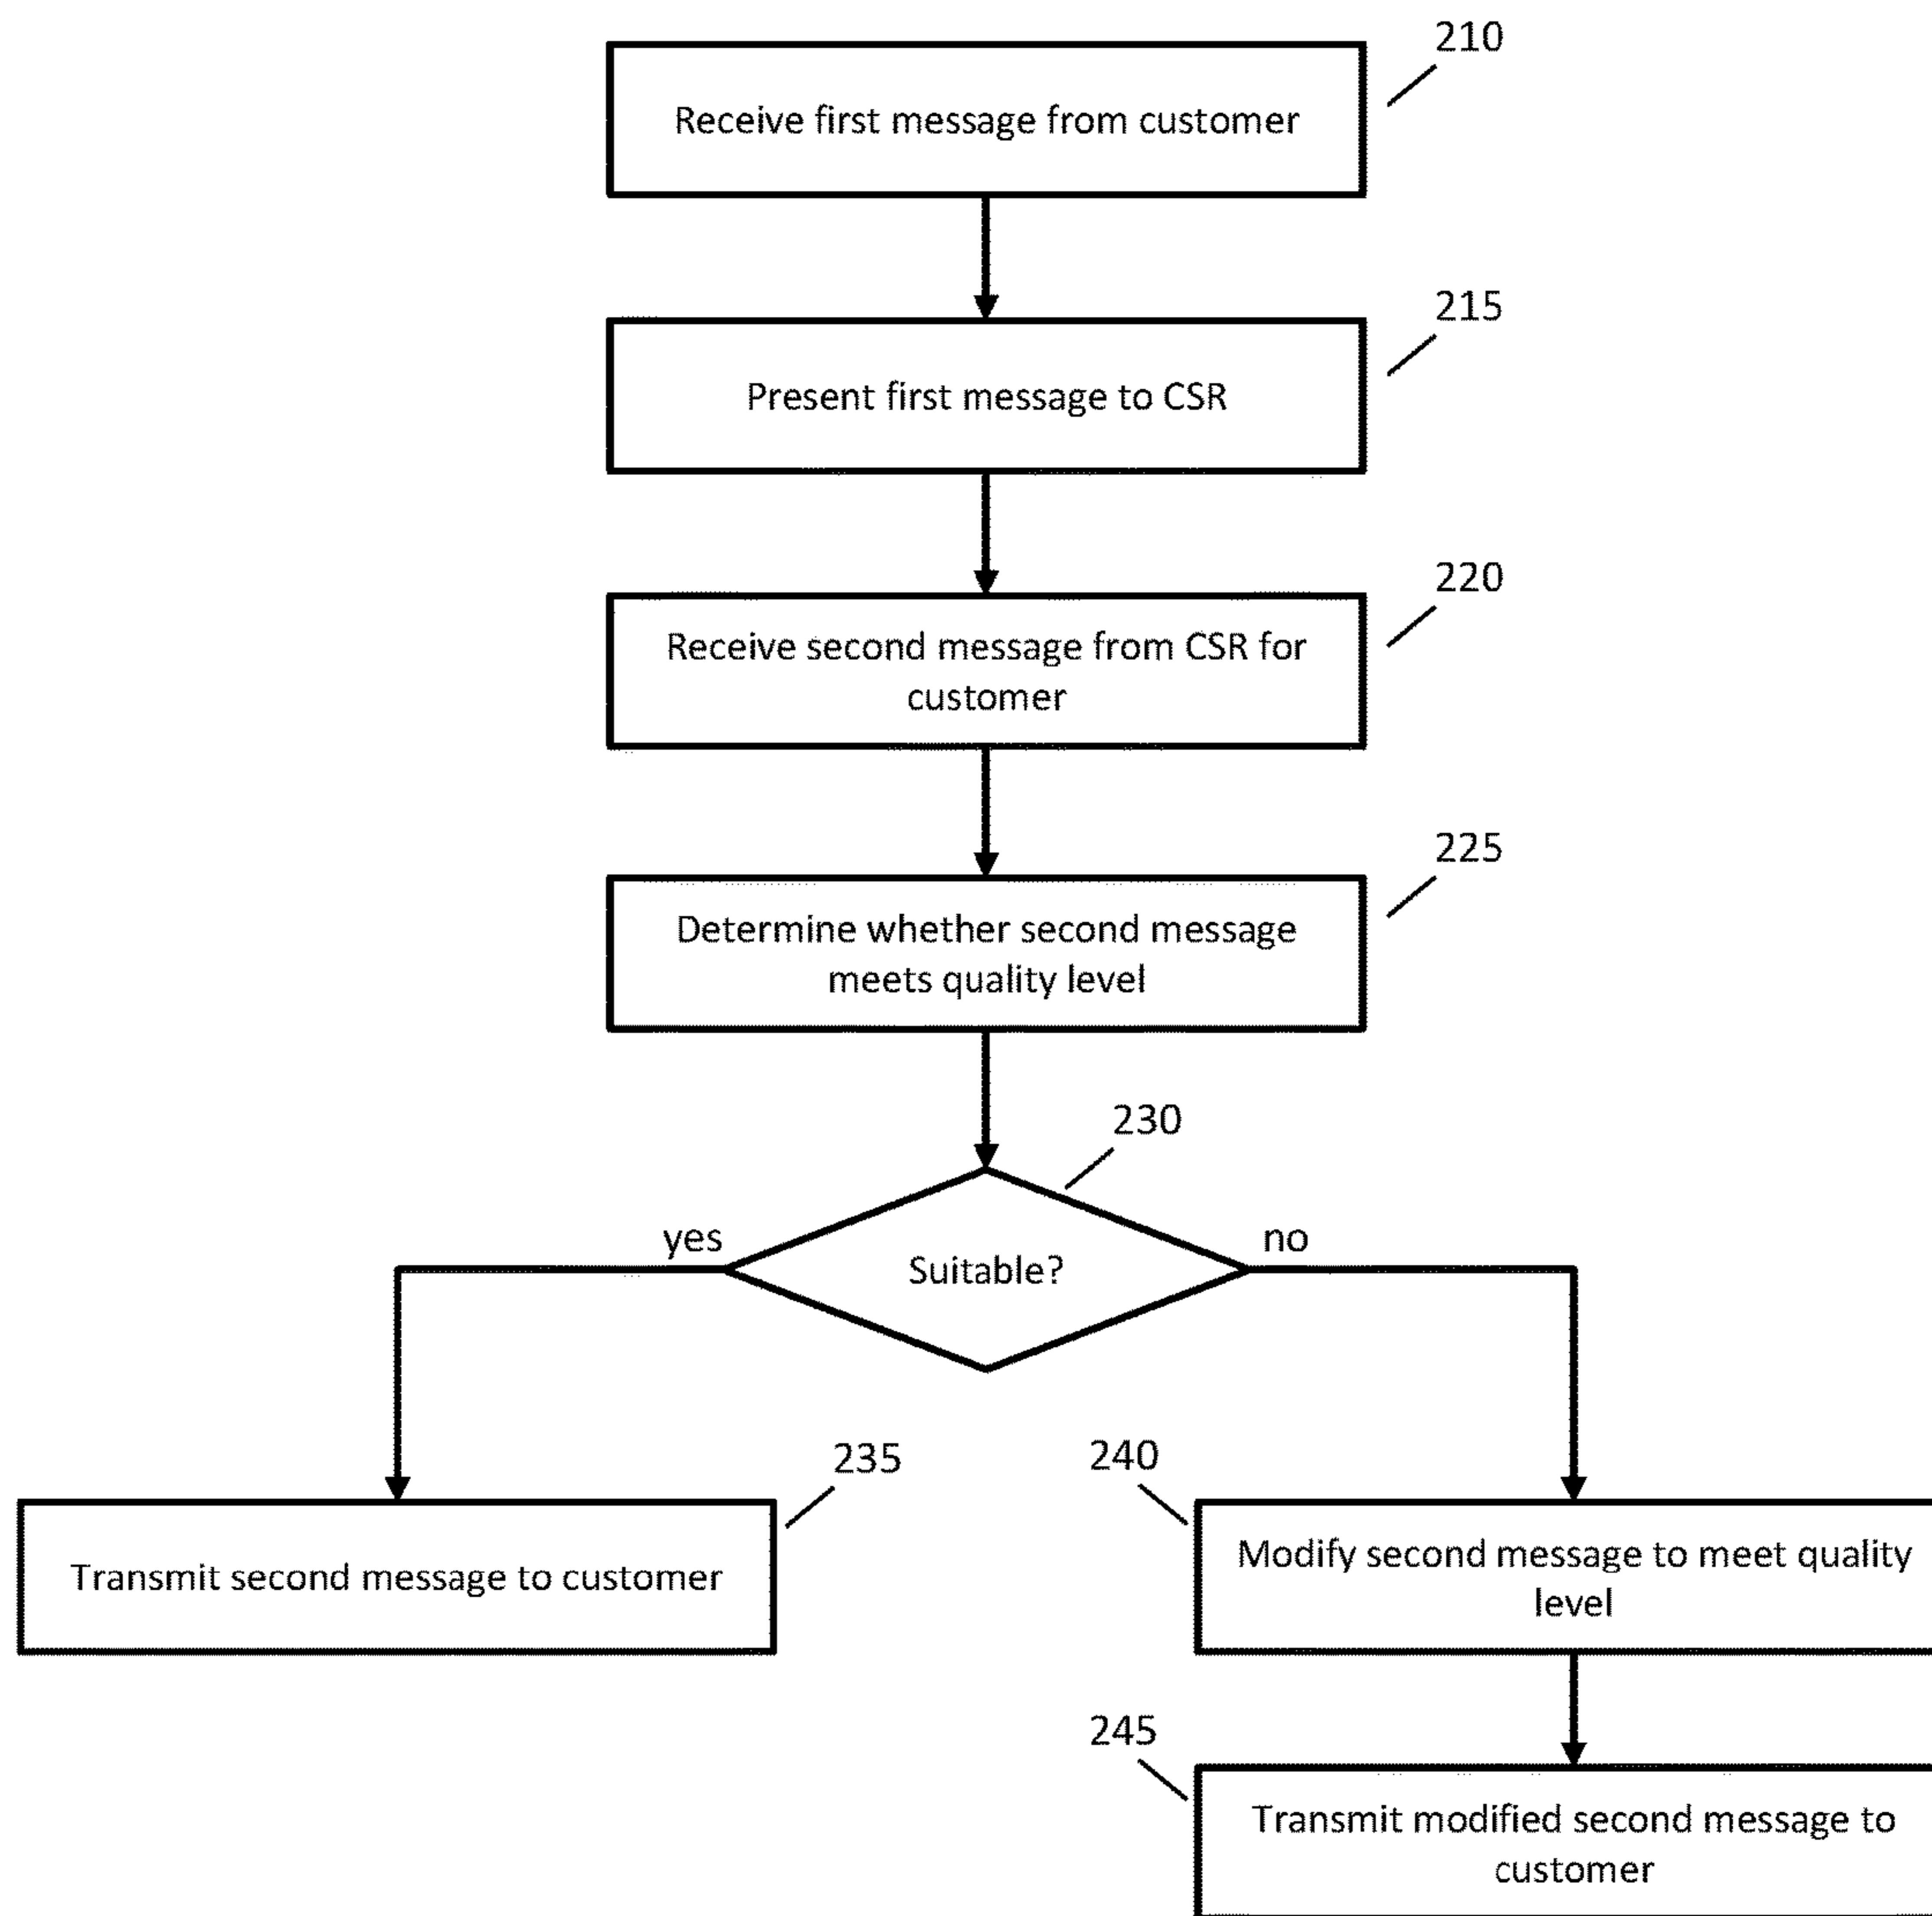 210
Receive first message from customer
215
Present first message to CSR
220
Receive second message from CSR for
customer
225
Determine whether second message
meets quality level
230
yes
Suitable?
no
235
Transmit second message to customer
240
Modify second message to meet quality
level
245
Transmit modified second message to
customer